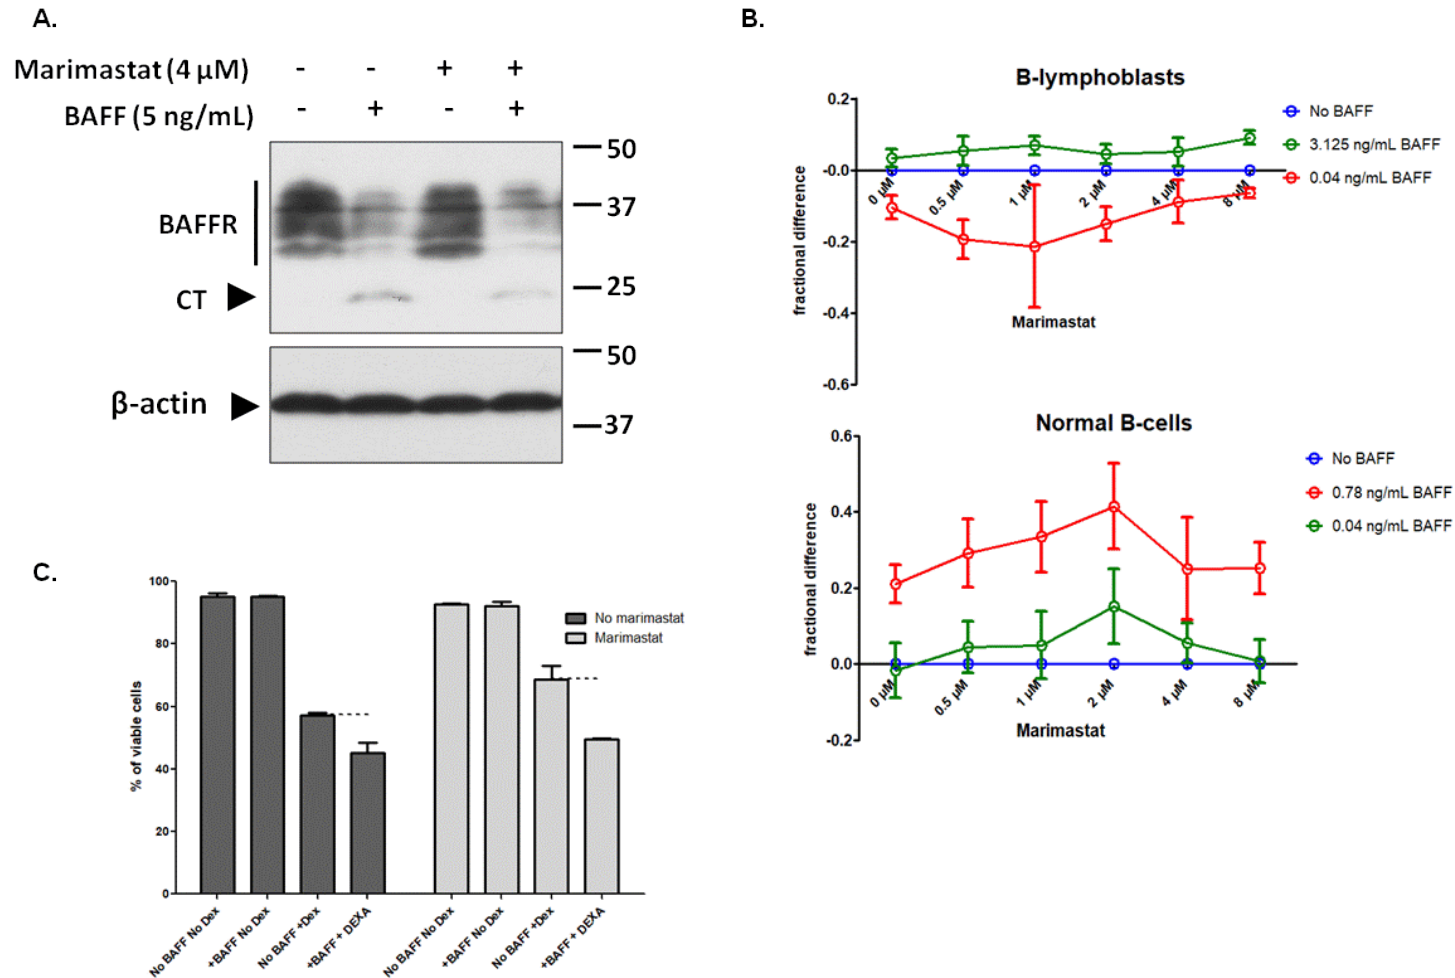 A.
Marimastat (4 µM) - - + +
BAFF (5 ng/mL) - + - +
50
37
BAFFR
25
CT
50
β-actin
37
B.
B-lymphoblasts
0.2
-0.0
-0.2
-0.4
-0.6
fractional difference
0 µM
0.5 µM
1 µM
2 µM
4 µM
8 µM
Marimastat
No BAFF
3.125 ng/mL BAFF
0.04 ng/mL BAFF
Normal B-cells
0.6
0.4
0.2
0.0
-0.2
fractional difference
0 µM
0.5 µM
1 µM
2 µM
4 µM
8 µM
Marimastat
No BAFF
0.78 ng/mL BAFF
0.04 ng/mL BAFF
C.
100
80
60
40
20
0
% of viable cells
No marimastat
Marimastat
No BAFF No Dex
+BAFF No Dex
No BAFF +Dex
+BAFF + DEXA
No BAFF No Dex
+BAFF No Dex
No BAFF +Dex
+BAFF + DEXA